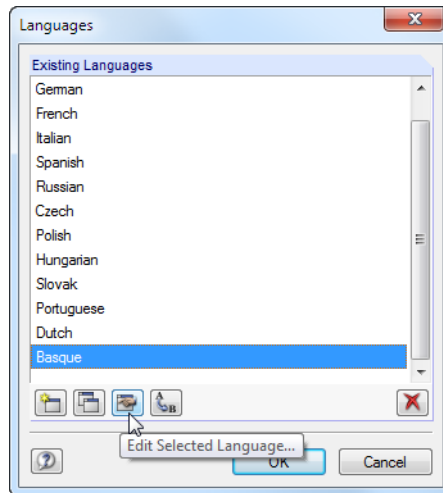 Languages
Existing Languages
German
French
Italian
Spanish
Russian
Czech
Polish
Hungarian
Slovak
Portuguese
Dutch
Basque
A
B
Edit Selected Language...
OK
Cancel